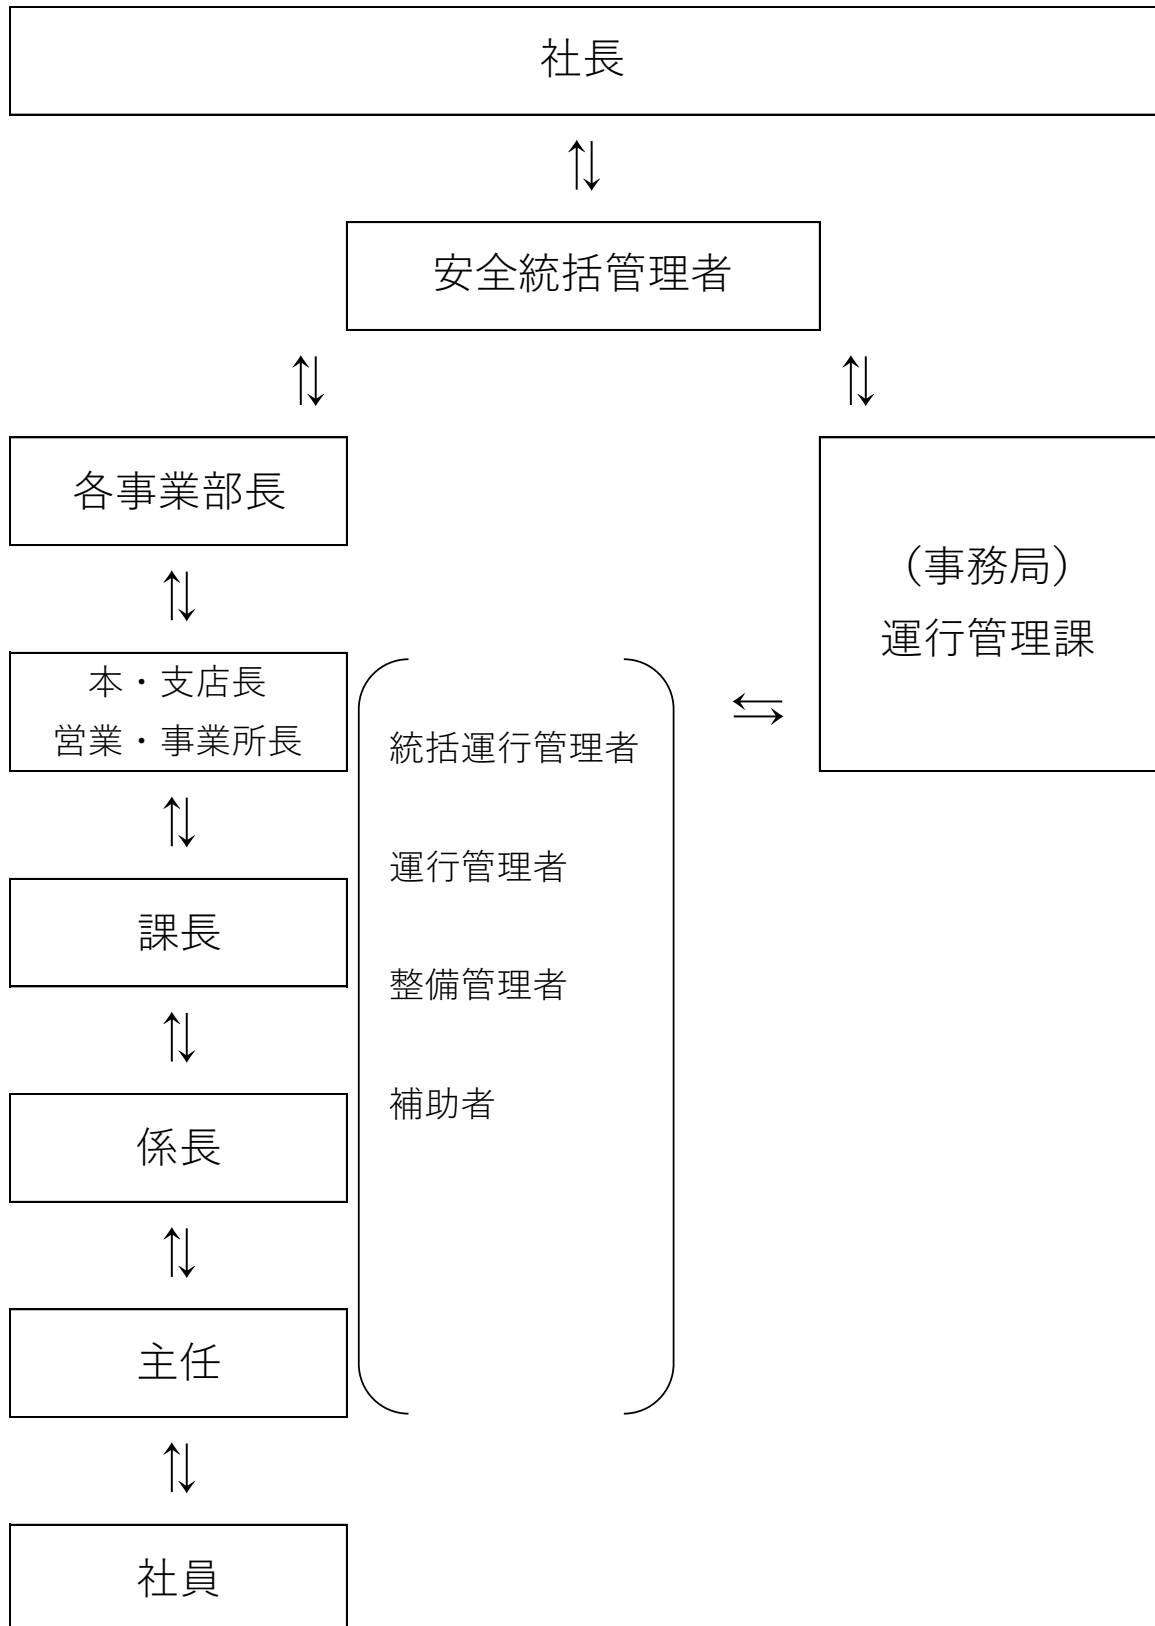 社長
安全統括管理者
各事業部長
（事務局）
運行管理課
本・支店長
営業・事業所長
統括運行管理者
運行管理者
整備管理者
補助者
課長
係長
主任
社員